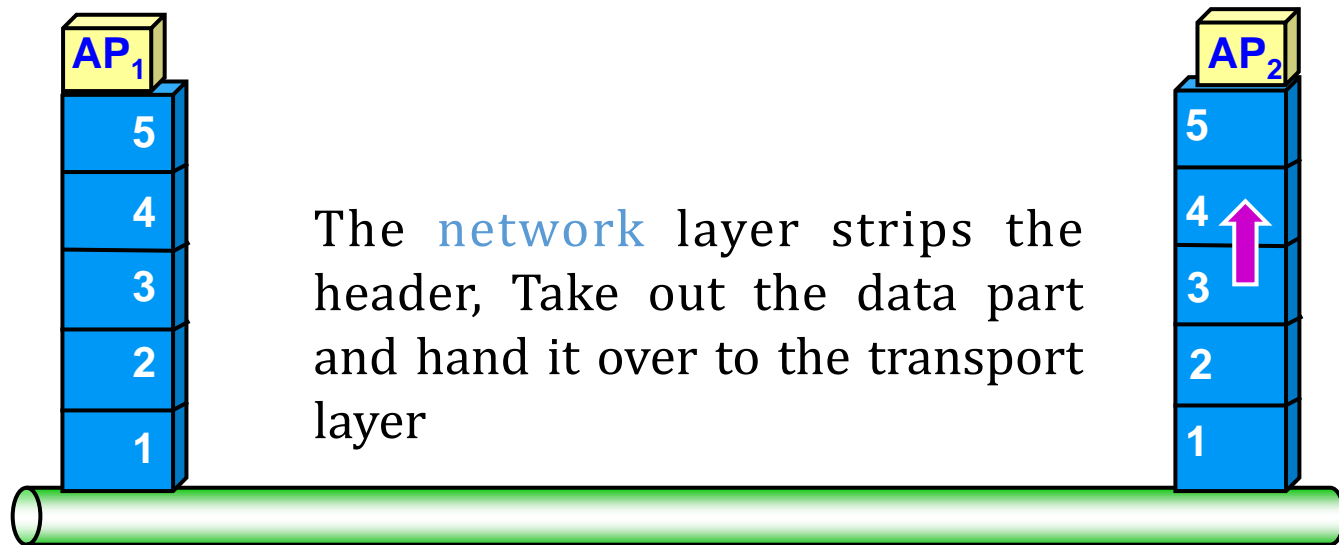 AP1
AP2
5
4
3
2
1
The network layer strips the
header, Take out the data part
and hand it over to the transport
layer
5
4
3
2
1